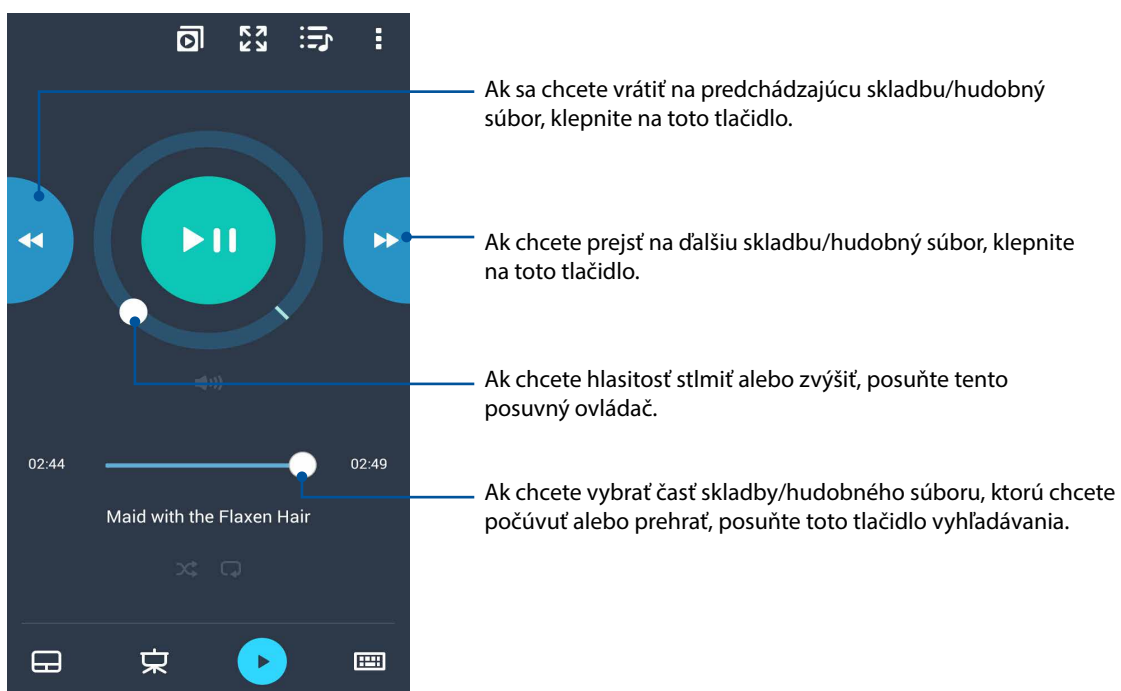 Ak sa chcete vrátiť na predchádzajúcu skladbu/hudobný
súbor, klepnite na toto tlačidlo.
Ak chcete prejsť na ďalšiu skladbu/hudobný súbor, klepnite
na toto tlačidlo.
Ak chcete hlasitosť stlmiť alebo zvýšiť, posuňte tento
posuvný ovládač.
02:44
02:49
Maid with the Flaxen Hair
Ak chcete vybrať časť skladby/hudobného súboru, ktorú chcete
počúvuť alebo prehrať, posuňte toto tlačidlo vyhľadávania.